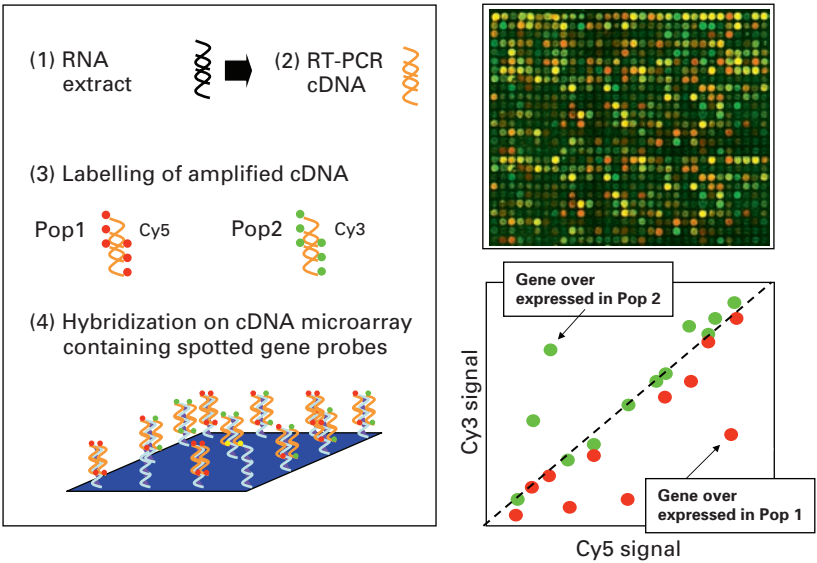 (1) RNA
extract
(2) RT-PCR
cDNA
(3) Labelling of amplified cDNA
Pop1
Cy5
Pop2
Cy3
(4) Hybridization on cDNA microarray
containing spotted gene probes
Gene over
expressed in Pop 2
Cy3 signal
Gene over
expressed in Pop 1
Cy5 signal